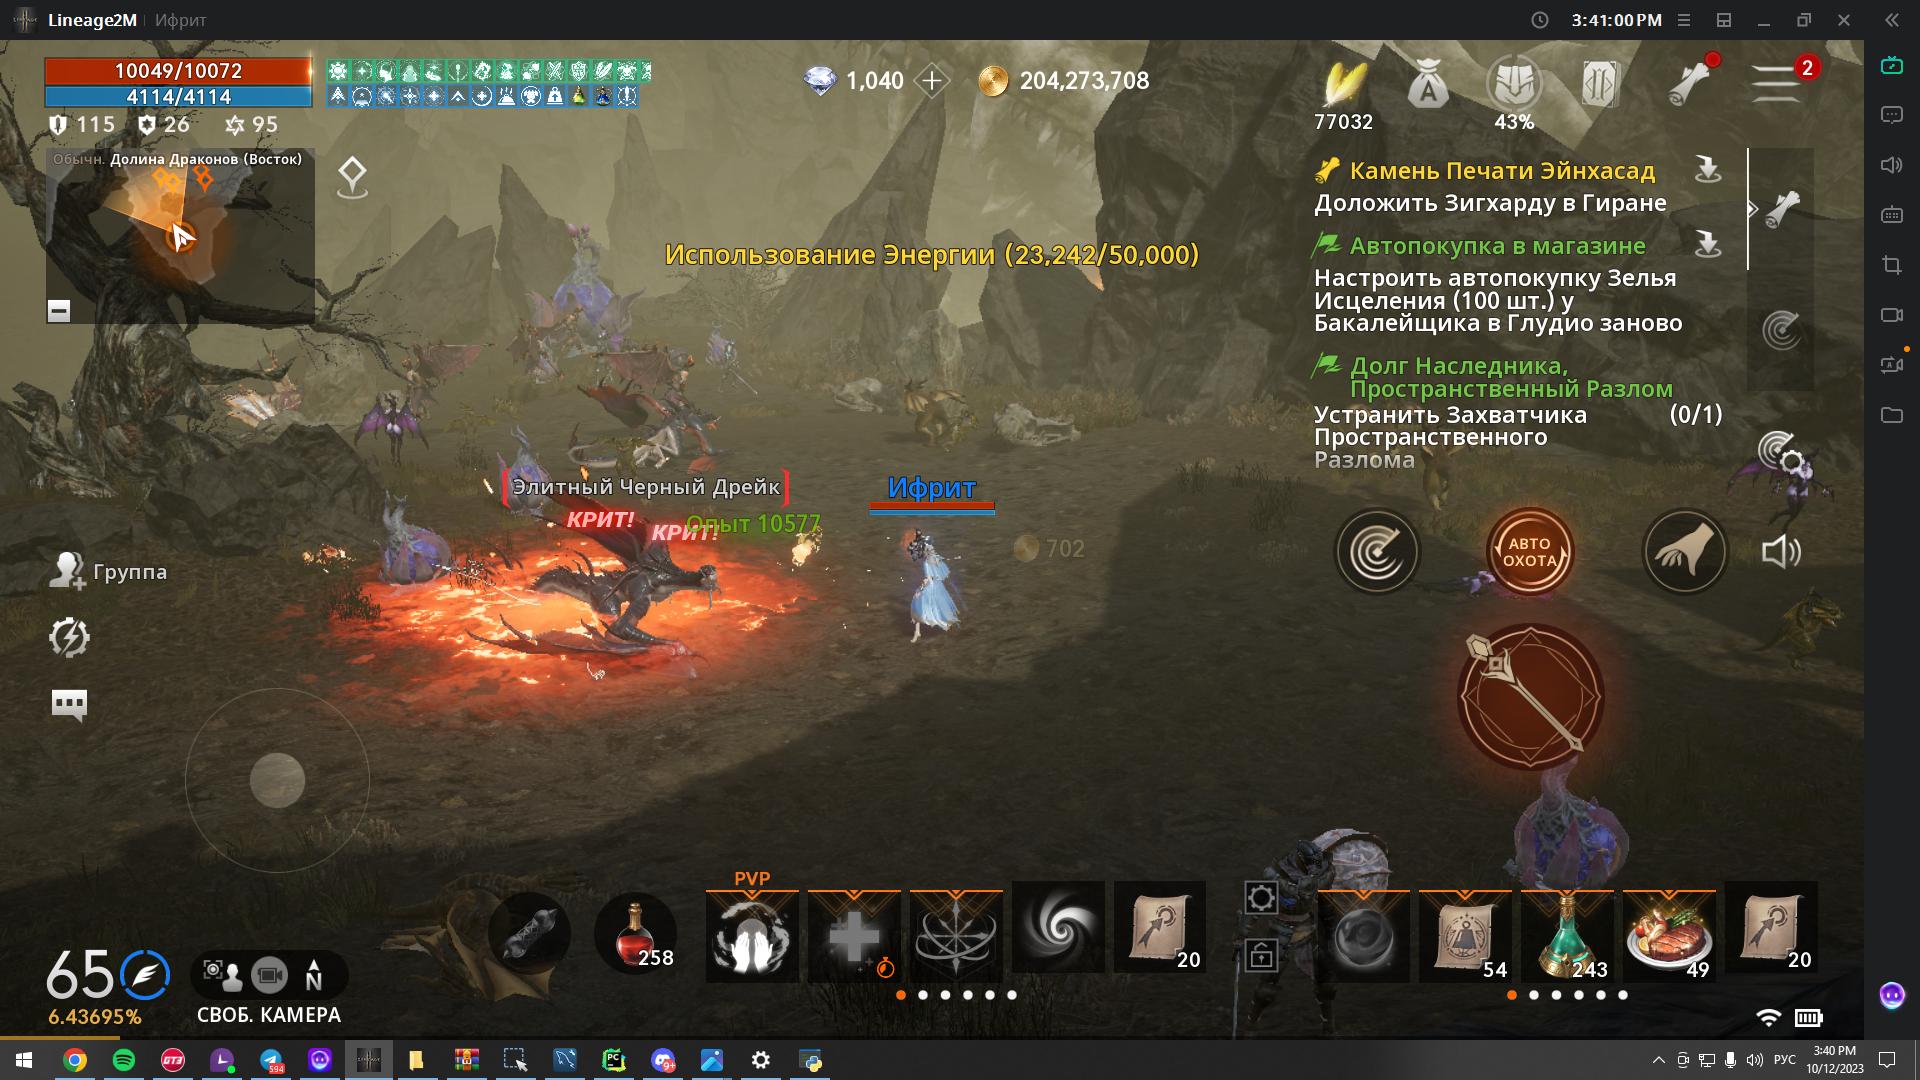 Lineage2M Ифрит
3:41:00 PM
10049/10072
4114/4114
115 26 95
1,040
204,273,708
77032
A
43%
2
Обычн. Долина Драконов (Восток)
Использование Энергии (23,242/50,000)
Камень Печати Эйнхасад
Доложить Зигхарду в Гиране
Автопокупка в магазине
Настроить автопокупку Зелья
Исцеления (100 шт.) у
Бакалейщика в Глудио заново
Долг Наследника,
Пространственный Разлом
Устранить Захватчика (0/1)
Пространственного
Разлома
Элитный Черный Дрейк
КРИТ!
КРИТ!
Опыт 10577
Ифрит
702
АВТО
ОХОТА
Группа
PVP
258
20
54
243
49
20
65
6.43695%
N
СВОБ. КАМЕРА
GT3
594
PC
9+
РУС
3:40 PM
10/12/2023